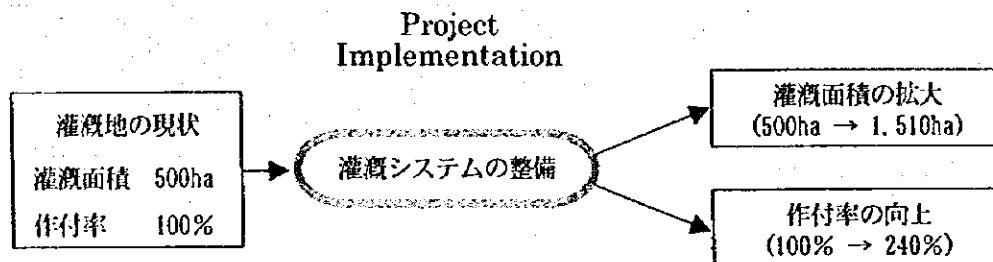 Project
Implementation
灌漑地の現状
灌漑面積 500ha
作付率 100%
灌漑システムの整備
灌漑面積の拡大
(500ha → 1.510ha)
作付率の向上
(100% → 240%)